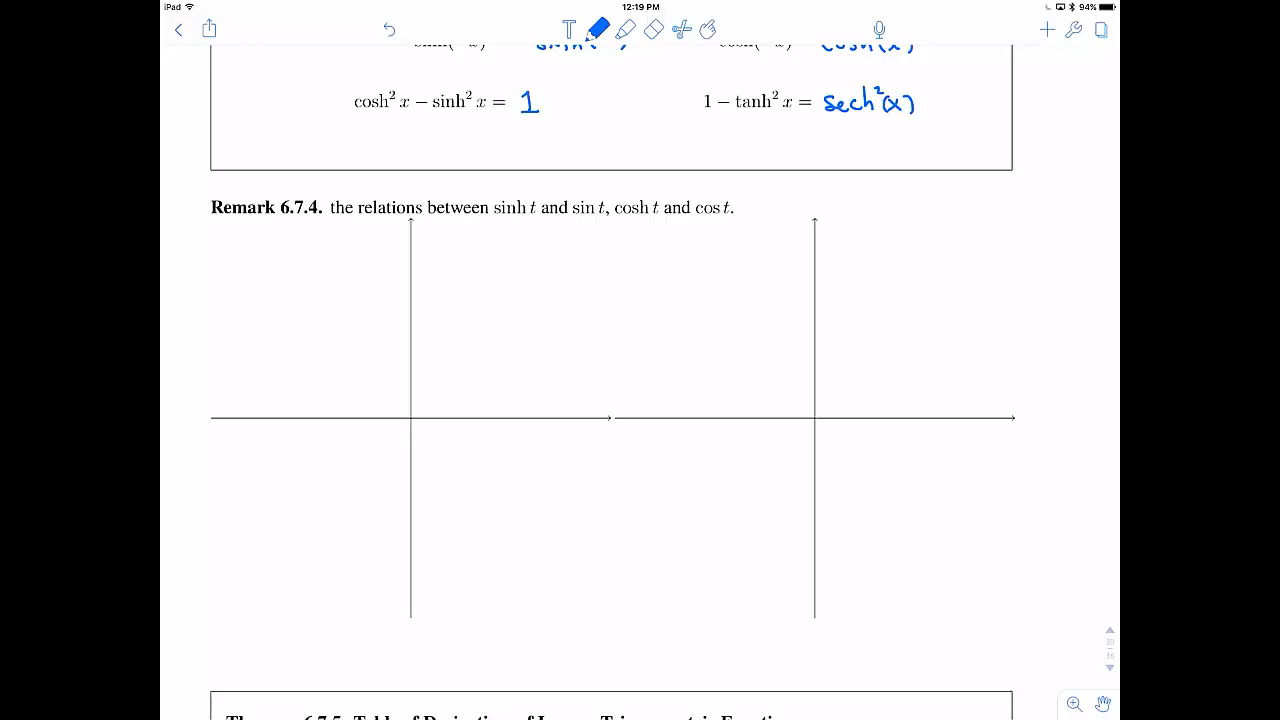 iPad 12:19 PM 94%
T
cosh² x − sinh² x = 1 1 − tanh² x = sech²(x)
Remark 6.7.4. the relations between sinh t and sin t, cosh t and cos t.